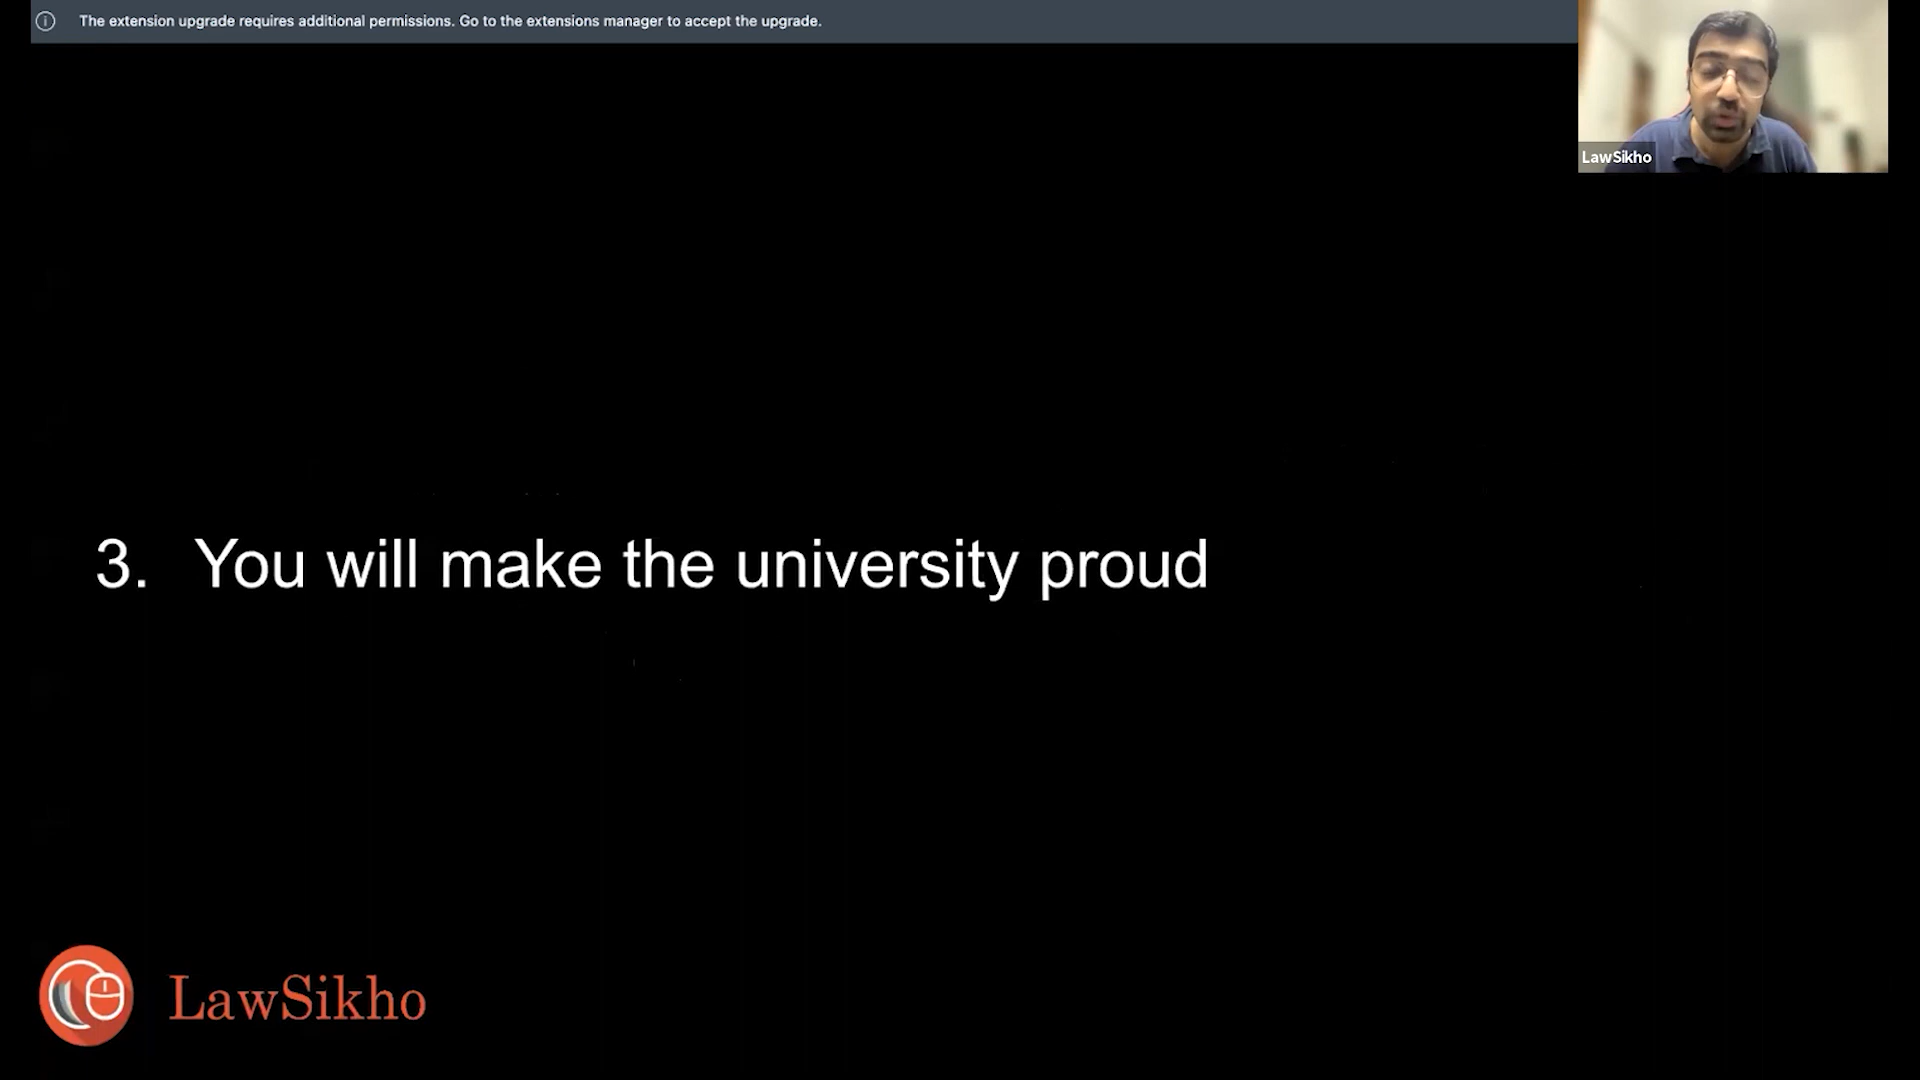 The extension upgrade requires additional permissions. Go to the extensions manager to accept the upgrade.
LawSikho
3. You will make the university proud
LawSikho